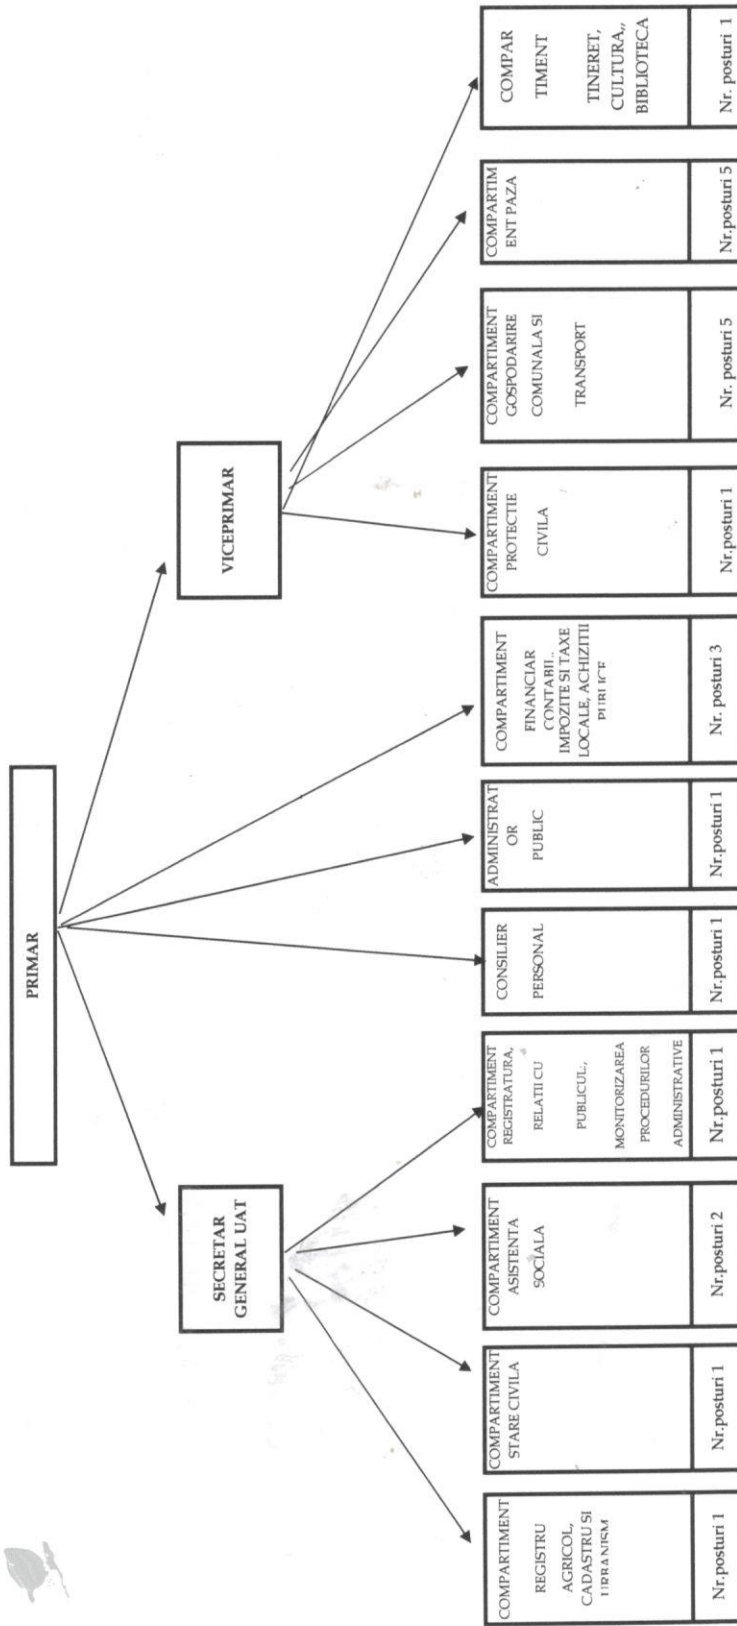 PRIMAR
SECRETAR
GENERAL UAT
VICEPRIMAR
COMPARTIMENT
REGISTRU
AGRICOL,
CADASTRU SI
URBANISM
Nr.posturi 1
COMPARTIMENT
STARE CIVILA
Nr.posturi 1
COMPARTIMENT
ASISTENTA
SOCIALA
Nr.posturi 2
COMPARTIMENT
REGISTRATURA,
RELATII CU
PUBLICUL,
MONITORIZAREA
PROCEDURILOR
ADMINISTRATIVE
Nr.posturi 1
CONSILIER
PERSONAL
Nr.posturi 1
ADMINISTRAT
OR
PUBLIC
Nr.posturi 1
COMPARTIMENT
FINANCIAR
CONTABIL,
IMPOZITE SI TAXE
LOCALE, ACHIZITII
PUBLICE
Nr. posturi 3
COMPARTIMENT
PROTECTIE
CIVILA
Nr.posturi 1
COMPARTIMENT
GOSPODARIRE
COMUNALA SI
TRANSPORT
Nr. posturi 5
COMPARTIM
ENT PAZA
Nr.posturi 5
COMPAR
TIMENT
TINERET,
CULTURA,,
BIBLIOTECA
Nr. posturi 1